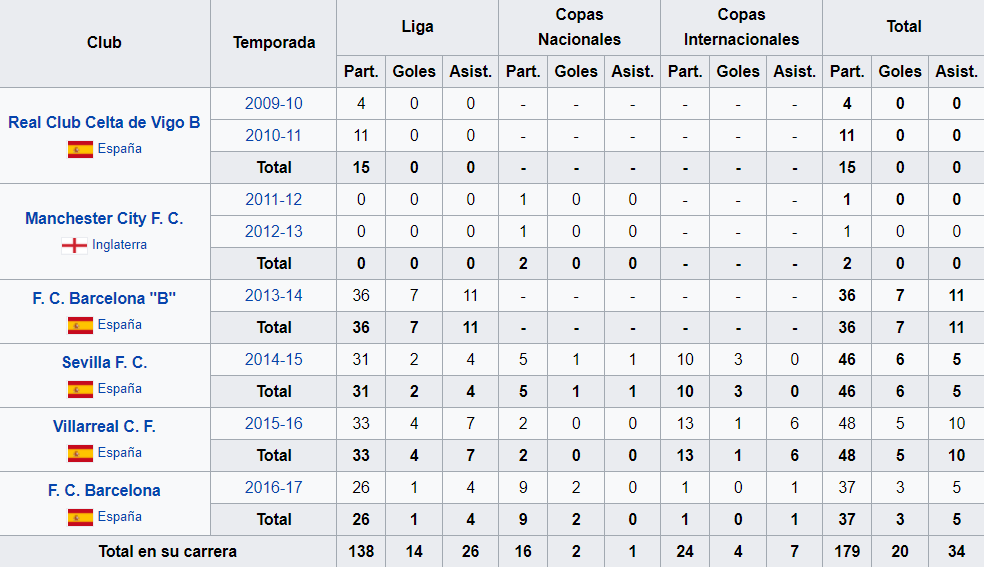 Club Temporada Liga Copas Nacionales Copas Internacionales Total
Part. Goles Asist. Part. Goles Asist. Part. Goles Asist. Part. Goles Asist.
Real Club Celta de Vigo B
España
2009-10 4 0 0 - - - - - - 4 0 0
2010-11 11 0 0 - - - - - - 11 0 0
Total 15 0 0 - - - - - - 15 0 0
Manchester City F. C.
Inglaterra
2011-12 0 0 0 1 0 0 - - - 1 0 0
2012-13 0 0 0 1 0 0 - - - 1 0 0
Total 0 0 0 2 0 0 - - - 2 0 0
F. C. Barcelona "B"
España
2013-14 36 7 11 - - - - - - 36 7 11
Total 36 7 11 - - - - - - 36 7 11
Sevilla F. C.
España
2014-15 31 2 4 5 1 1 10 3 0 46 6 5
Total 31 2 4 5 1 1 10 3 0 46 6 5
Villarreal C. F.
España
2015-16 33 4 7 2 0 0 13 1 6 48 5 10
Total 33 4 7 2 0 0 13 1 6 48 5 10
F. C. Barcelona
España
2016-17 26 1 4 9 2 0 1 0 1 37 3 5
Total 26 1 4 9 2 0 1 0 1 37 3 5
Total en su carrera 138 14 26 16 2 1 24 4 7 179 20 34